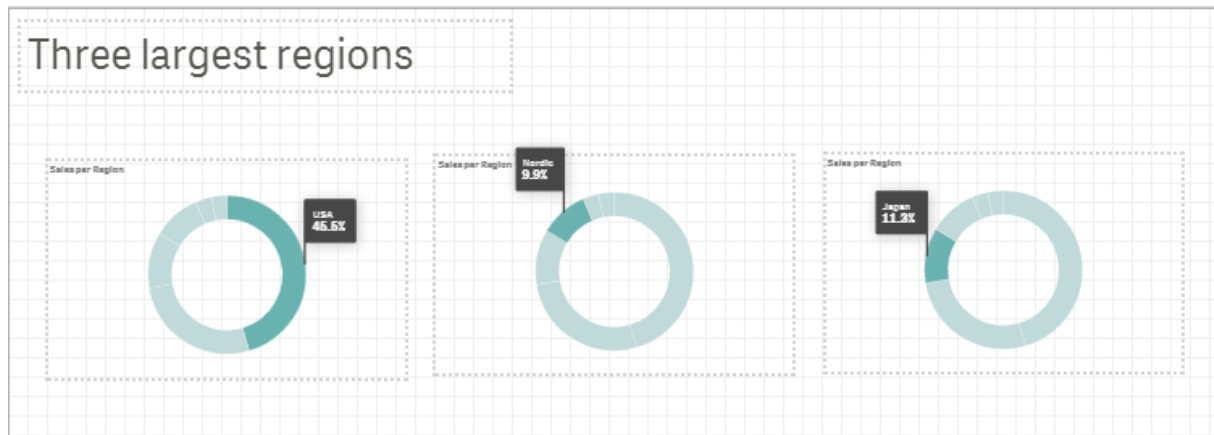 Three largest regions
Sales per Region
USA
45.5%
Sales per Region
Nordic
9.9%
Sales per Region
Japan
11.3%